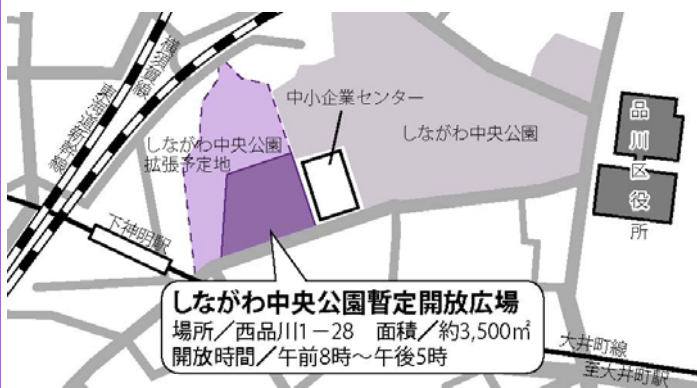 横須賀線
東海道新幹線
しながわ中央公園
拡張予定地
中小企業センター
しながわ中央公園
品川区役所
下神明駅
しながわ中央公園暫定開放広場
場所／西品川1－28　面積／約3,500㎡
開放時間／午前8時～午後5時
大井町線
至大井町駅